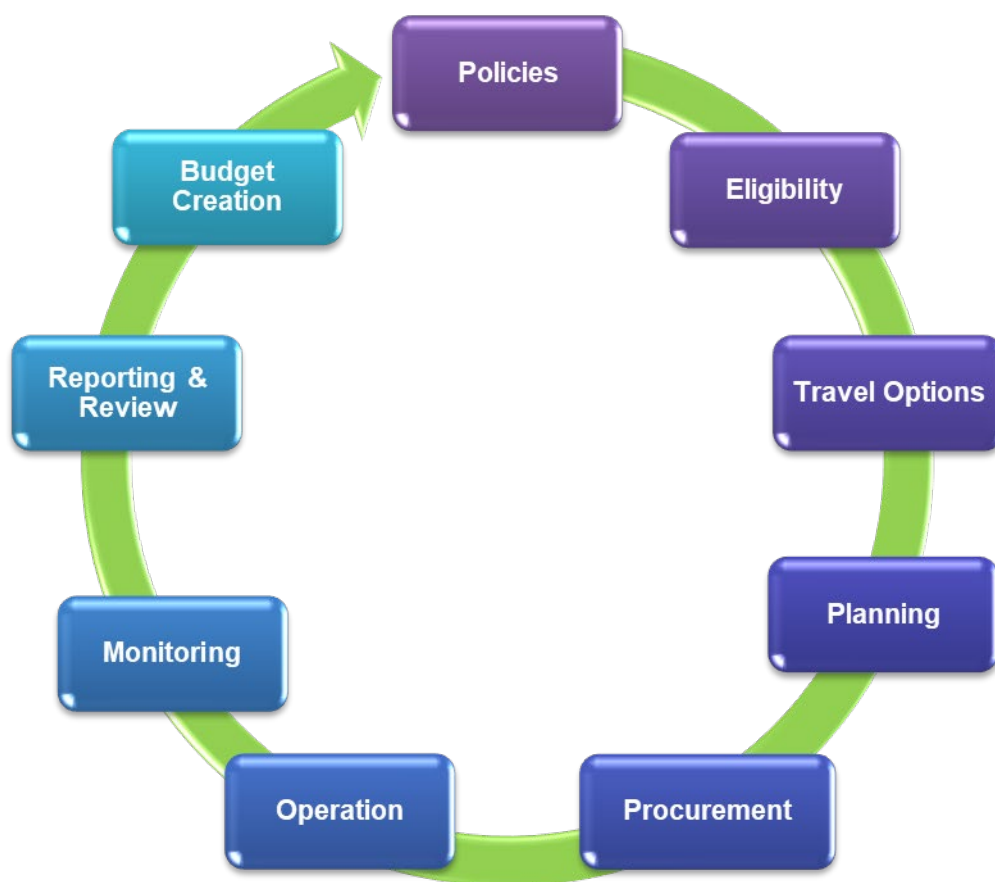 Policies
Eligibility
Travel Options
Planning
Procurement
Operation
Monitoring
Reporting &
Review
Budget
Creation